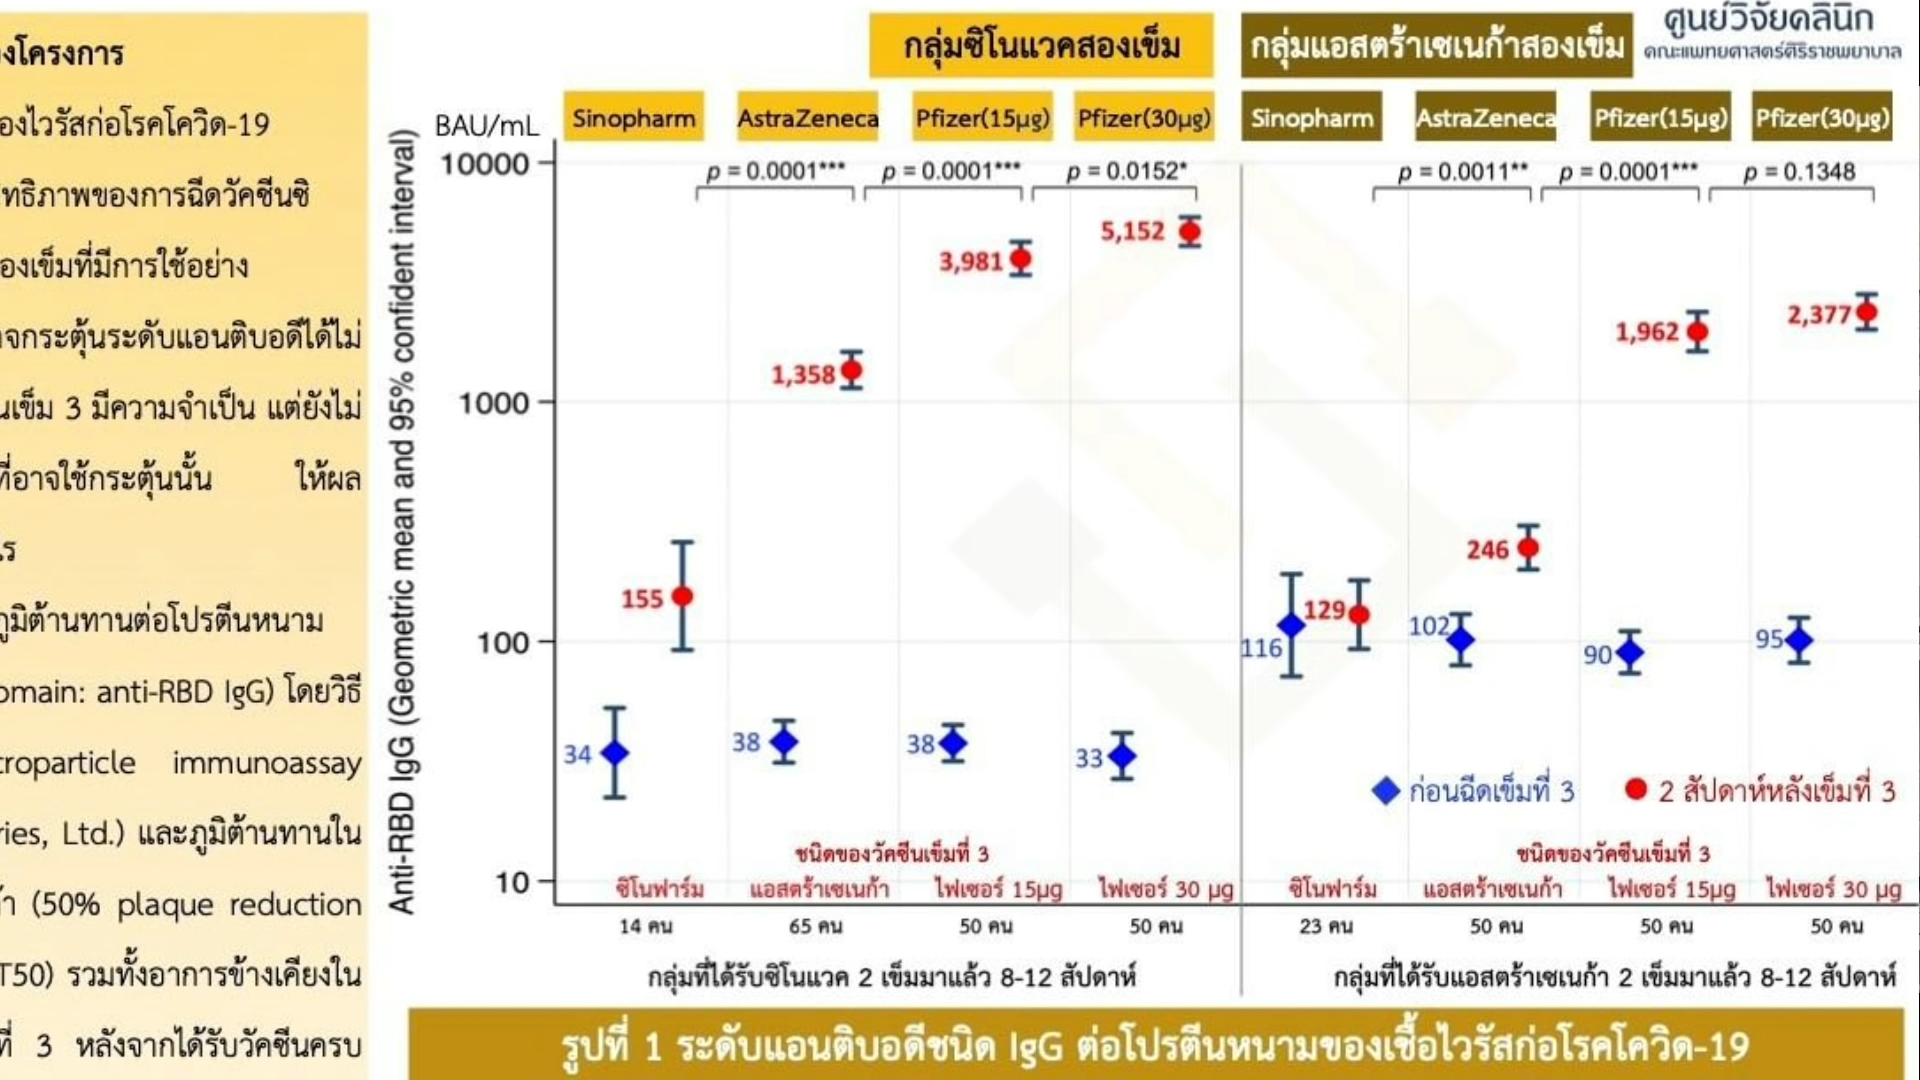 งโครงการ
องไวรัสก่อโรคโควิด-19
ทธิภาพของการฉีดวัคซีนซิ
องเข็มที่มีการใช้อย่าง
จกระตุ้นระดับแอนติบอดีได้ไม่
นเข็ม 3 มีความจำเป็น แต่ยังไม่
ที่อาจใช้กระตุ้นนั้น ให้ผล
ไร
ภูมิต้านทานต่อโปรตีนหนาม
omain: anti-RBD IgG) โดยวิธี
croparticle immunoassay
ries, Ltd.) และภูมิต้านทานใน
(50% plaque reduction
T50) รวมทั้งอาการข้างเคียงใน
ที่ 3 หลังจากได้รับวัคซีนครบ
ศูนย์วิจัยคลินิก
คณะแพทยศาสตร์ศิริราชพยาบาล
กลุ่มซิโนแวคสองเข็ม กลุ่มแอสตร้าเซเนก้าสองเข็ม
Sinopharm AstraZeneca Pfizer(15µg) Pfizer(30µg) Sinopharm AstraZeneca Pfizer(15µg) Pfizer(30µg)
BAU/mL
Anti-RBD IgG (Geometric mean and 95% confident interval)
10000
1000
100
10
p = 0.0001*** p = 0.0001*** p = 0.0152* p = 0.0011** p = 0.0001*** p = 0.1348
34 155 38 1,358 38 3,981 33 5,152
116 129 102 246 90 1,962 95 2,377
ก่อนฉีดเข็มที่ 3 2 สัปดาห์หลังเข็มที่ 3
ชนิดของวัคซีนเข็มที่ 3 ชนิดของวัคซีนเข็มที่ 3
ซิโนฟาร์ม แอสตร้าเซเนก้า ไฟเซอร์ 15µg ไฟเซอร์ 30 µg ซิโนฟาร์ม แอสตร้าเซเนก้า ไฟเซอร์ 15µg ไฟเซอร์ 30 µg
14 คน 65 คน 50 คน 50 คน 23 คน 50 คน 50 คน 50 คน
กลุ่มที่ได้รับซิโนแวค 2 เข็มมาแล้ว 8-12 สัปดาห์ กลุ่มที่ได้รับแอสตร้าเซเนก้า 2 เข็มมาแล้ว 8-12 สัปดาห์
รูปที่ 1 ระดับแอนติบอดีชนิด IgG ต่อโปรตีนหนามของเชื้อไวรัสก่อโรคโควิด-19